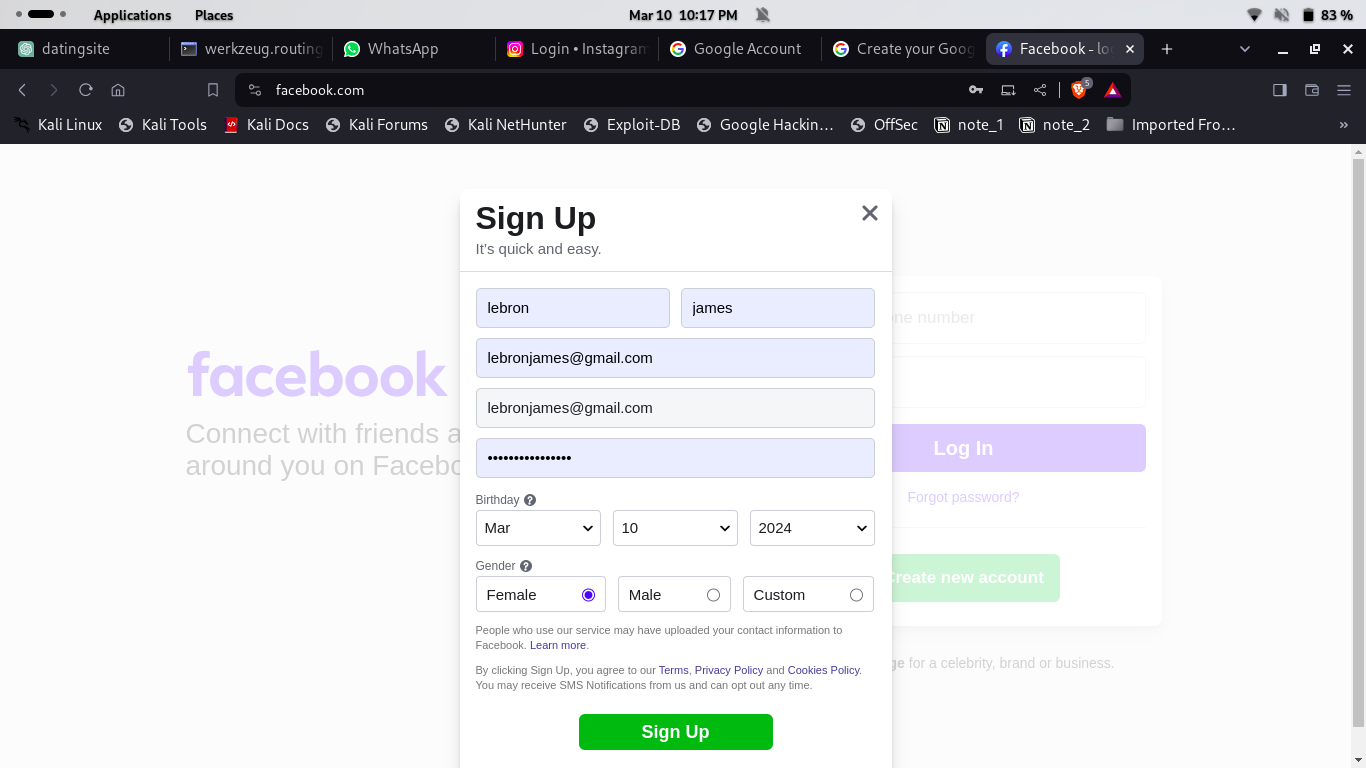 Applications Places Mar 10 10:17 PM 83 %
datingsite werkzeug.routing WhatsApp Login • Instagram Google Account Create your Goog Facebook - lo
facebook.com 5
Kali Linux Kali Tools Kali Docs Kali Forums Kali NetHunter Exploit-DB Google Hackin… OffSec note_1 note_2 Imported Fro… »
Sign Up
It's quick and easy.
lebron james
one number
lebronjames@gmail.com
facebook
lebronjames@gmail.com
Connect with friends a
around you on Facebo
Log In
••••••••••••••••
Forgot password?
Birthday ?
Mar 10 2024
Gender ?
Create new account
Female Male Custom
People who use our service may have uploaded your contact information to
Facebook. Learn more.
By clicking Sign Up, you agree to our Terms, Privacy Policy and Cookies Policy.
You may receive SMS Notifications from us and can opt out any time.
ge for a celebrity, brand or business.
Sign Up